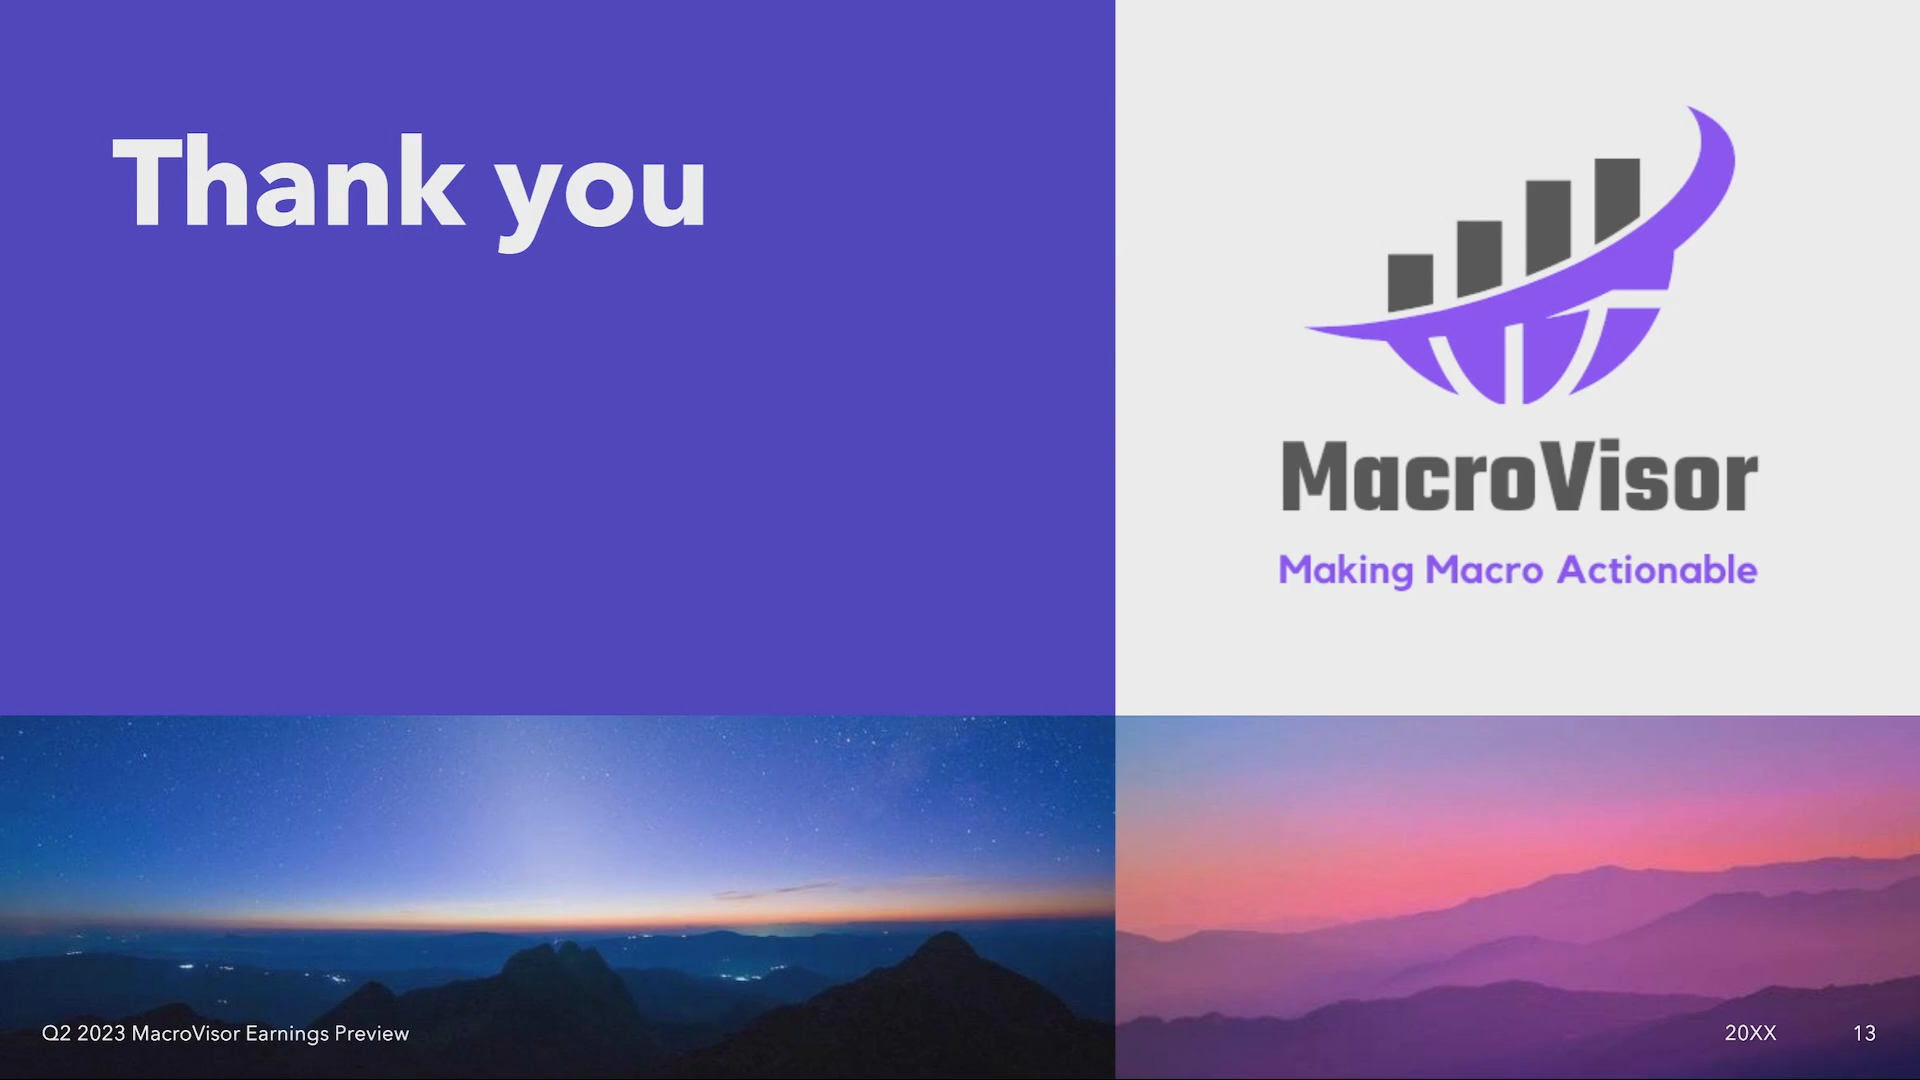 Thank you
MacroVisor
Making Macro Actionable
Q2 2023 MacroVisor Earnings Preview
20XX
13